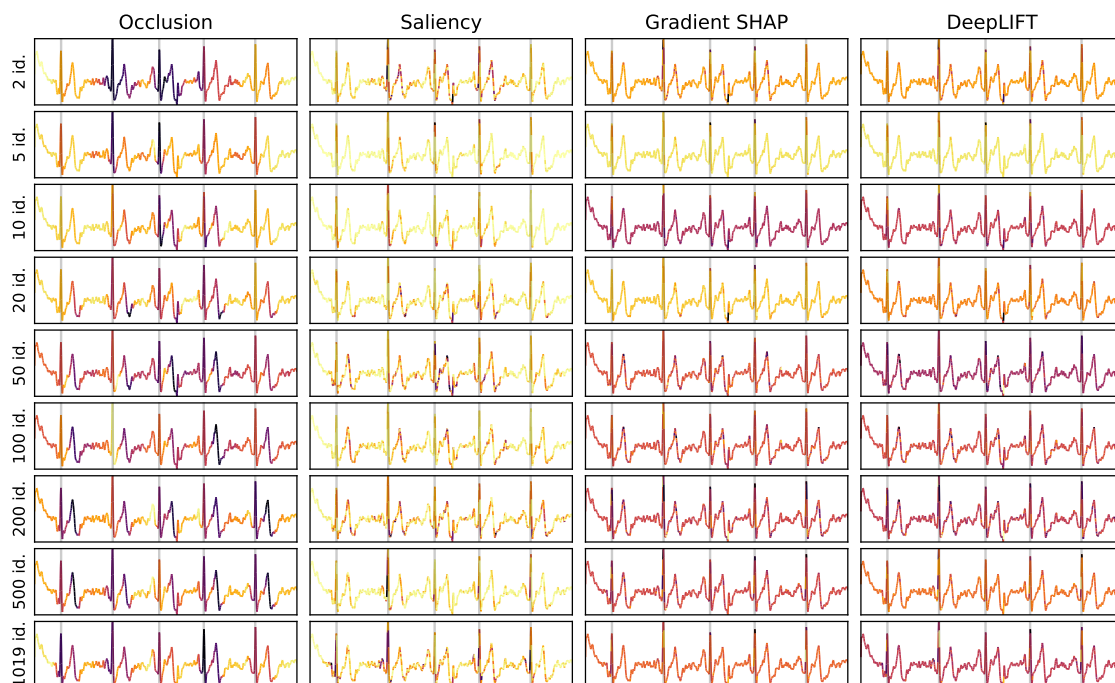 Occlusion Saliency Gradient SHAP DeepLIFT
2 id.
5 id.
10 id.
20 id.
50 id.
100 id.
200 id.
500 id.
1019 id.